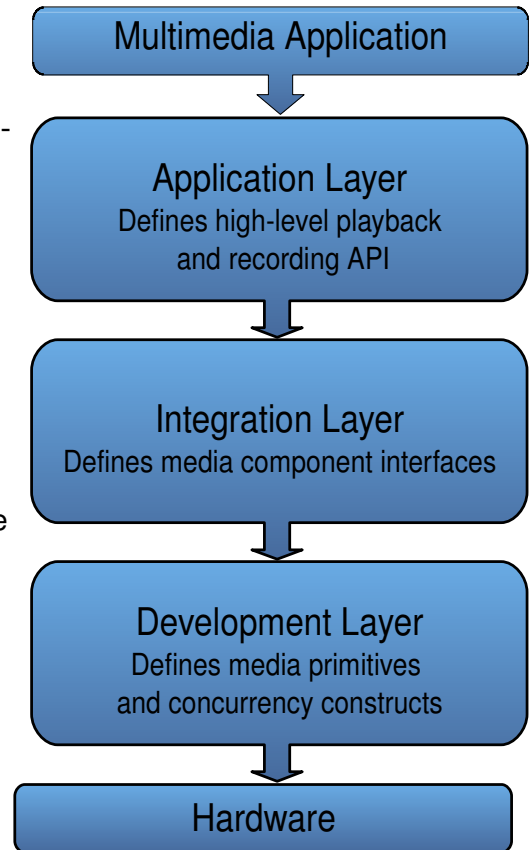 Multimedia Application
-
Application Layer
Defines high-level playback
and recording API
Integration Layer
Defines media component interfaces
e
Development Layer
Defines media primitives
and concurrency constructs
Hardware